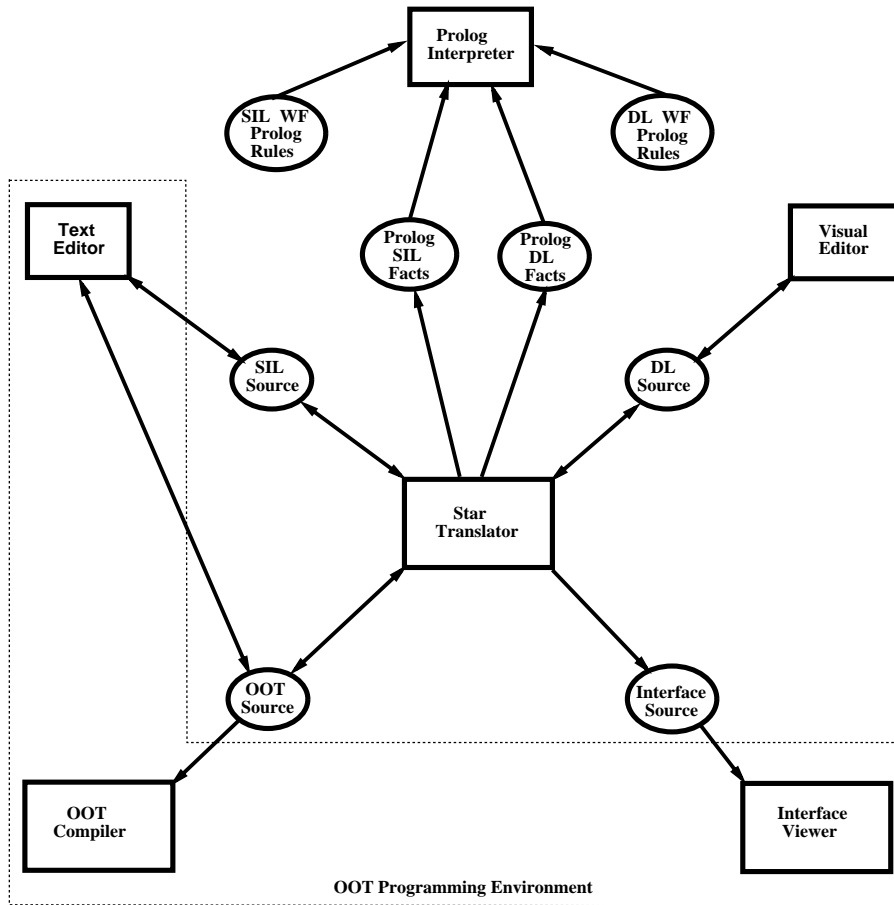 Prolog
Interpreter
SIL WF
Prolog
Rules
DL WF
Prolog
Rules
Text
Editor
Prolog
SIL
Facts
Prolog
DL
Facts
Visual
Editor
SIL
Source
DL
Source
Star
Translator
OOT
Source
Interface
Source
OOT
Compiler
Interface
Viewer
OOT Programming Environment